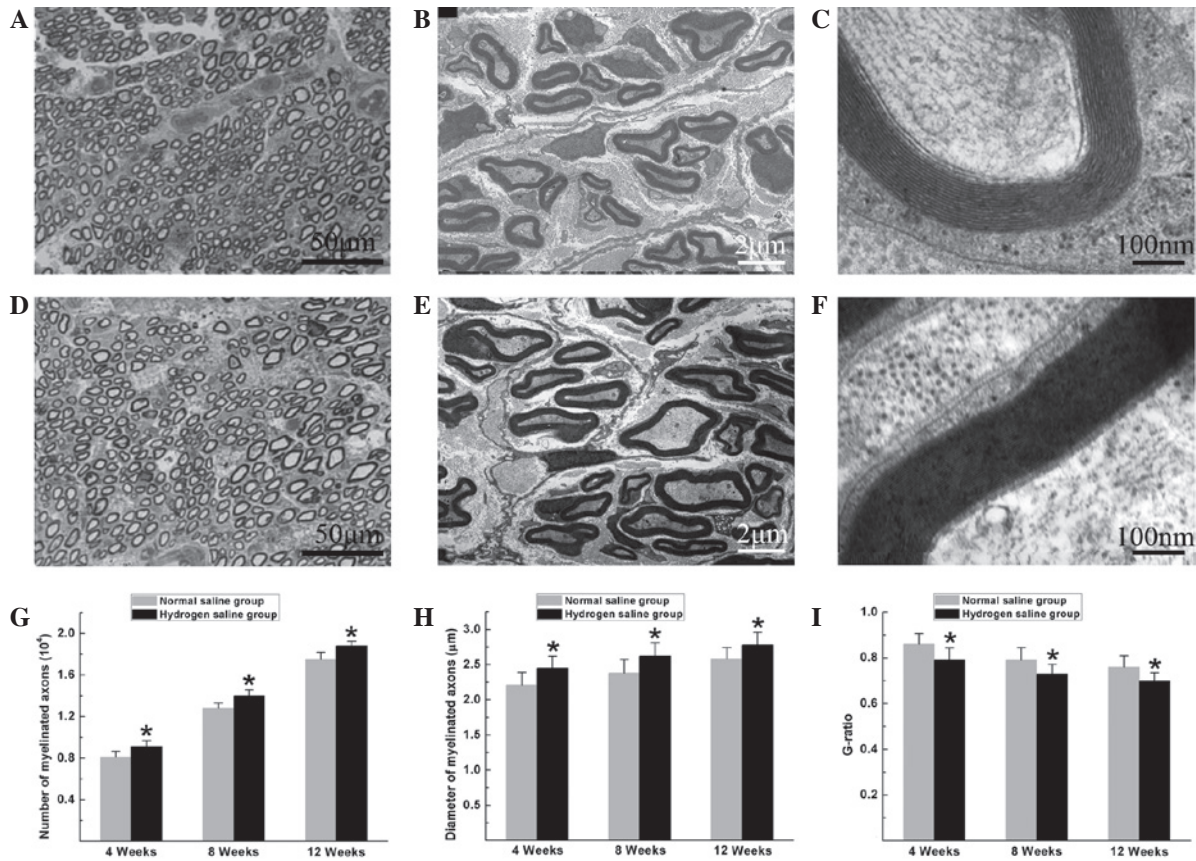 A
B
C
50μm
2μm
100nm
D
E
F
50μm
2μm
100nm
G
Normal saline group
Hydrogen saline group
Number of myelinated axons (10⁴)
2.0
1.6
1.2
0.8
0.4
*
*
*
4 Weeks
8 Weeks
12 Weeks
H
Normal saline group
Hydrogen saline group
Diameter of myelinated axons (μm)
3.0
2.5
2.0
1.5
1.0
0.5
*
*
*
4 Weeks
8 Weeks
12 Weeks
I
Normal saline group
Hydrogen saline group
G-ratio
1.0
0.8
0.6
0.4
0.2
*
*
*
4 Weeks
8 Weeks
12 Weeks